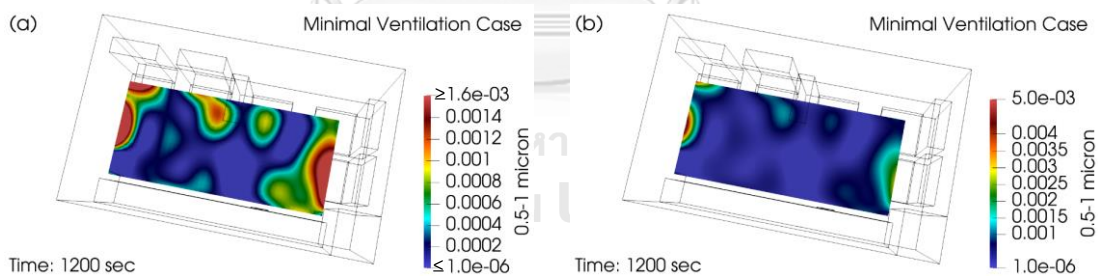 (a)
Minimal Ventilation Case
≥1.6e-03
0.0014
0.0012
0.001
0.0008
0.0006
0.0004
0.0002
≤ 1.0e-06
0.5-1 micron
Time: 1200 sec
(b)
Minimal Ventilation Case
5.0e-03
0.004
0.0035
0.003
0.0025
0.002
0.0015
0.001
1.0e-06
0.5-1 micron
Time: 1200 sec